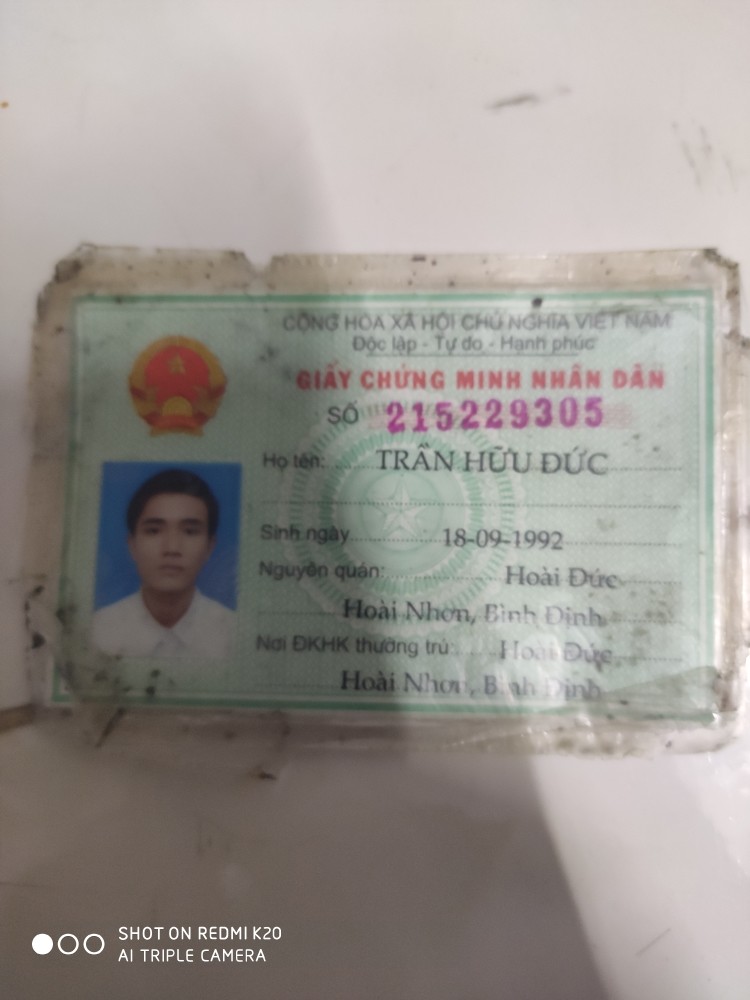 CỘNG HÒA XÃ HỘI CHỦ NGHĨA VIỆT NAM
Độc lập - Tự do - Hạnh phúc
GIẤY CHỨNG MINH NHÂN DÂN
SỐ 215229305
Họ tên: TRẦN HỮU ĐỨC
Sinh ngày 18-09-1992
Nguyên quán: Hoài Đức
Hoài Nhơn, Bình Định
Nơi ĐKHK thường trú: Hoài Đức
Hoài Nhơn, Bình Định
SHOT ON REDMI K20
AI TRIPLE CAMERA